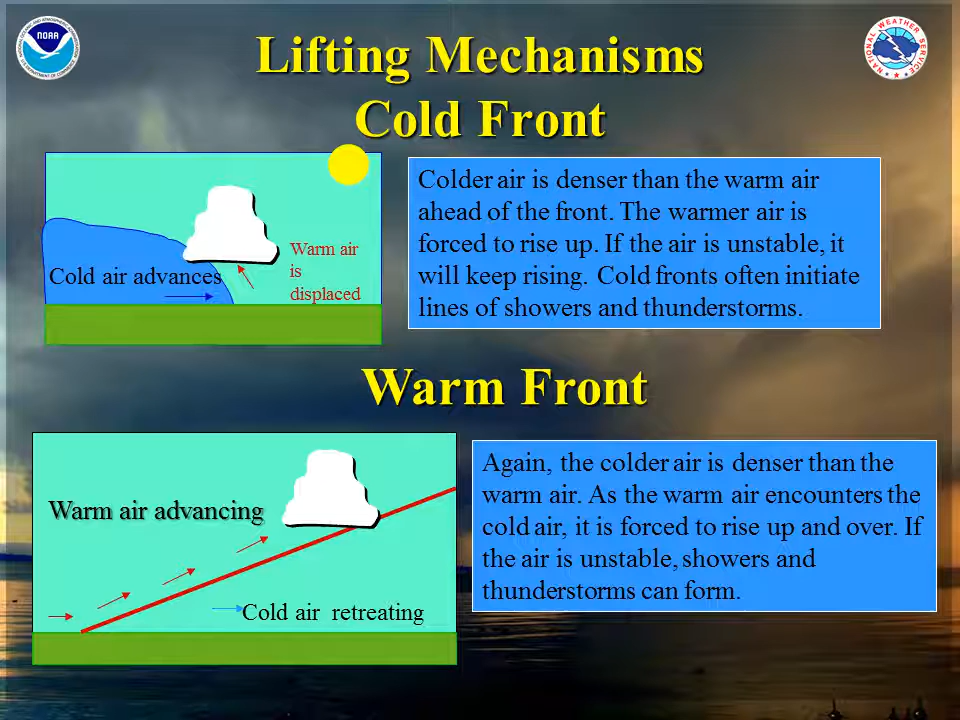 NOAA
NATIONAL WEATHER SERVICE
Lifting Mechanisms
Cold Front
Cold air advances
Warm air
is
displaced
Colder air is denser than the warm air
ahead of the front. The warmer air is
forced to rise up. If the air is unstable, it
will keep rising. Cold fronts often initiate
lines of showers and thunderstorms.
Warm Front
Warm air advancing
Cold air retreating
Again, the colder air is denser than the
warm air. As the warm air encounters the
cold air, it is forced to rise up and over. If
the air is unstable, showers and
thunderstorms can form.